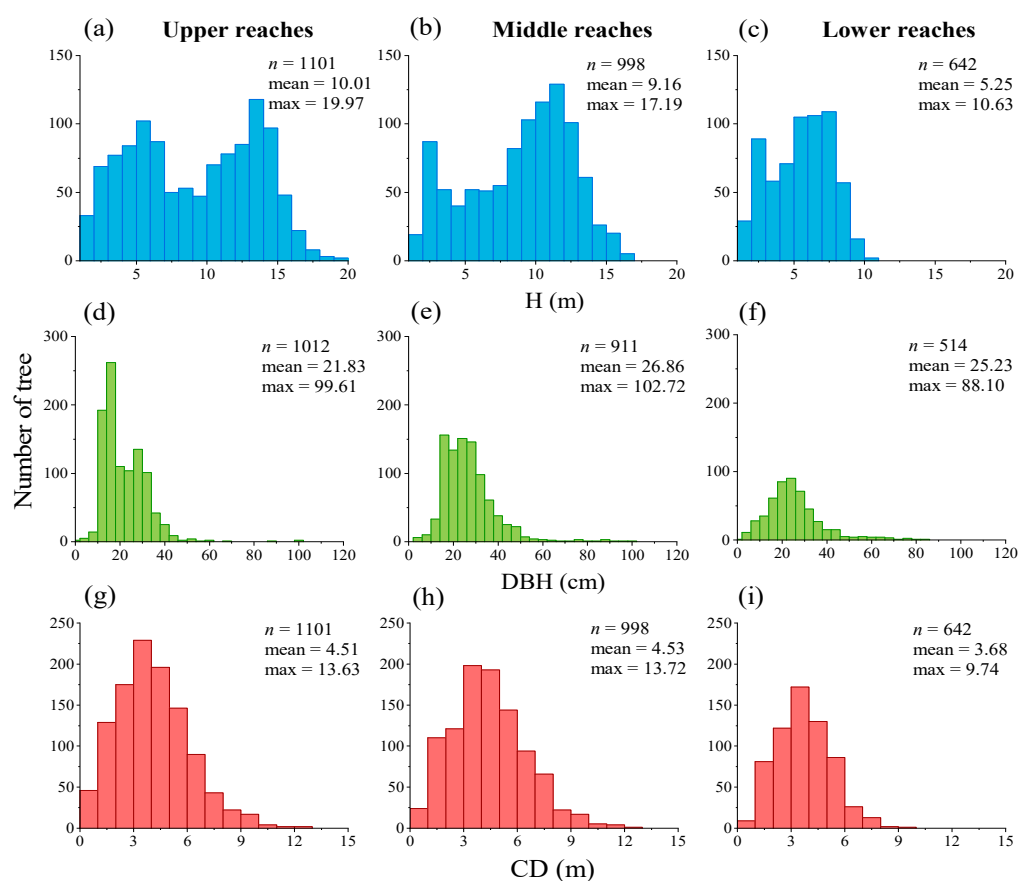 (a) Upper reaches
n = 1101
mean = 10.01
max = 19.97
150
100
50
0
5 10 15 20
(b) Middle reaches
n = 998
mean = 9.16
max = 17.19
150
100
50
0
5 10 15 20
H (m)
(c) Lower reaches
n = 642
mean = 5.25
max = 10.63
150
100
50
0
5 10 15 20
Number of tree
(d)
n = 1012
mean = 21.83
max = 99.61
300
200
100
0
20 40 60 80 100 120
(e)
n = 911
mean = 26.86
max = 102.72
300
200
100
0
20 40 60 80 100 120
DBH (cm)
(f)
n = 514
mean = 25.23
max = 88.10
300
200
100
0
0 20 40 60 80 100 120
(g)
n = 1101
mean = 4.51
max = 13.63
250
200
150
100
50
0
0 3 6 9 12 15
(h)
n = 998
mean = 4.53
max = 13.72
250
200
150
100
50
0
3 6 9 12 15
CD (m)
(i)
n = 642
mean = 3.68
max = 9.74
250
200
150
100
50
0
0 3 6 9 12 15